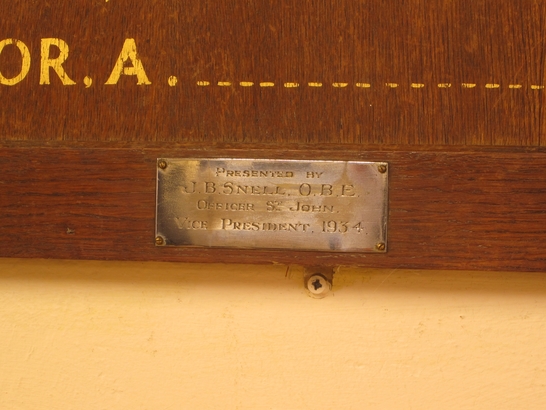 OR, A.
PRESENTED BY
J.B. SNELL, O.B.E.
OFFICER ST. JOHN.
VICE PRESIDENT, 1934.